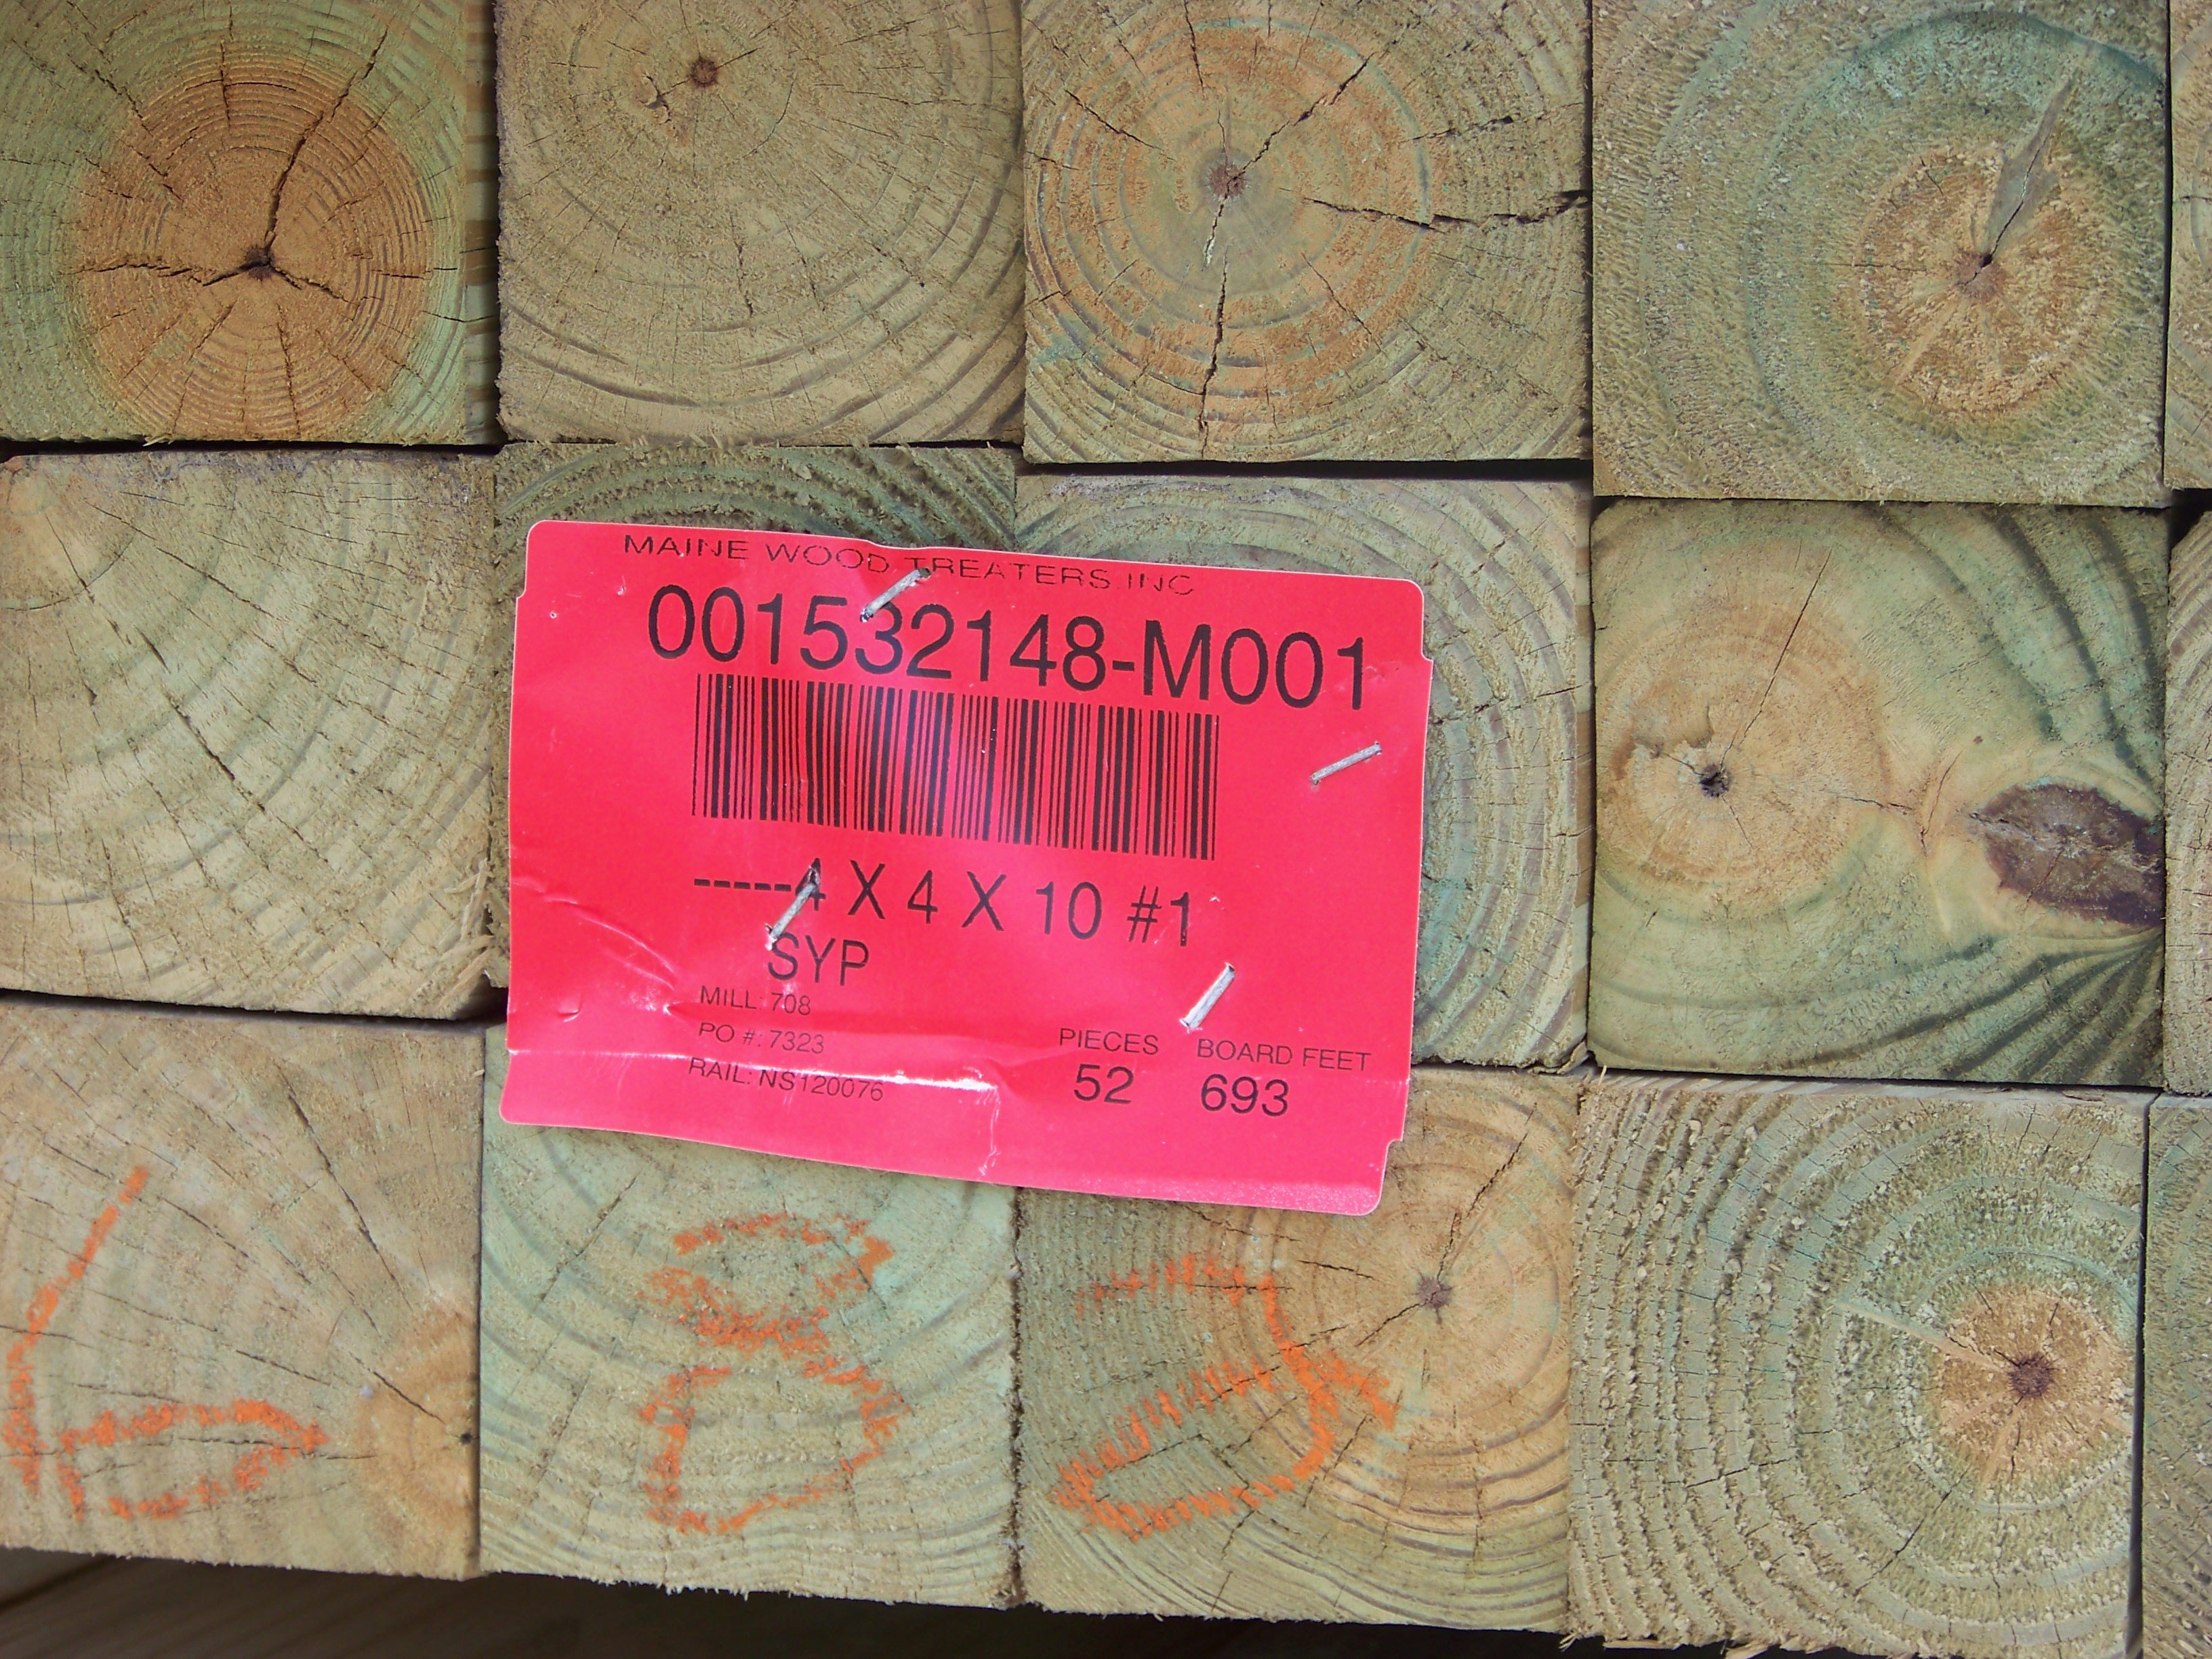 MAINE WOOD TREATERS INC
001532148-M001
-----4 X 4 X 10 #1
SYP
MILL: 708
PO #: 7323
RAIL: NS120076
PIECES BOARD FEET
52 693